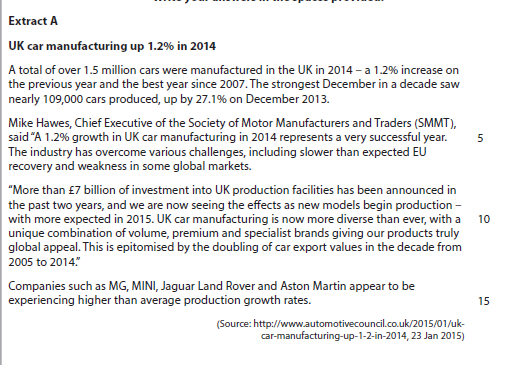 Extract A
UK car manufacturing up 1.2% in 2014
A total of over 1.5 million cars were manufactured in the UK in 2014 – a 1.2% increase on
the previous year and the best year since 2007. The strongest December in a decade saw
nearly 109,000 cars produced, up by 27.1% on December 2013.
Mike Hawes, Chief Executive of the Society of Motor Manufacturers and Traders (SMMT),
said “A 1.2% growth in UK car manufacturing in 2014 represents a very successful year. 5
The industry has overcome various challenges, including slower than expected EU
recovery and weakness in some global markets.
“More than £7 billion of investment into UK production facilities has been announced in
the past two years, and we are now seeing the effects as new models begin production –
with more expected in 2015. UK car manufacturing is now more diverse than ever, with a 10
unique combination of volume, premium and specialist brands giving our products truly
global appeal. This is epitomised by the doubling of car export values in the decade from
2005 to 2014.”
Companies such as MG, MINI, Jaguar Land Rover and Aston Martin appear to be
experiencing higher than average production growth rates. 15
(Source: http://www.automotivecouncil.co.uk/2015/01/uk-
car-manufacturing-up-1-2-in-2014, 23 Jan 2015)